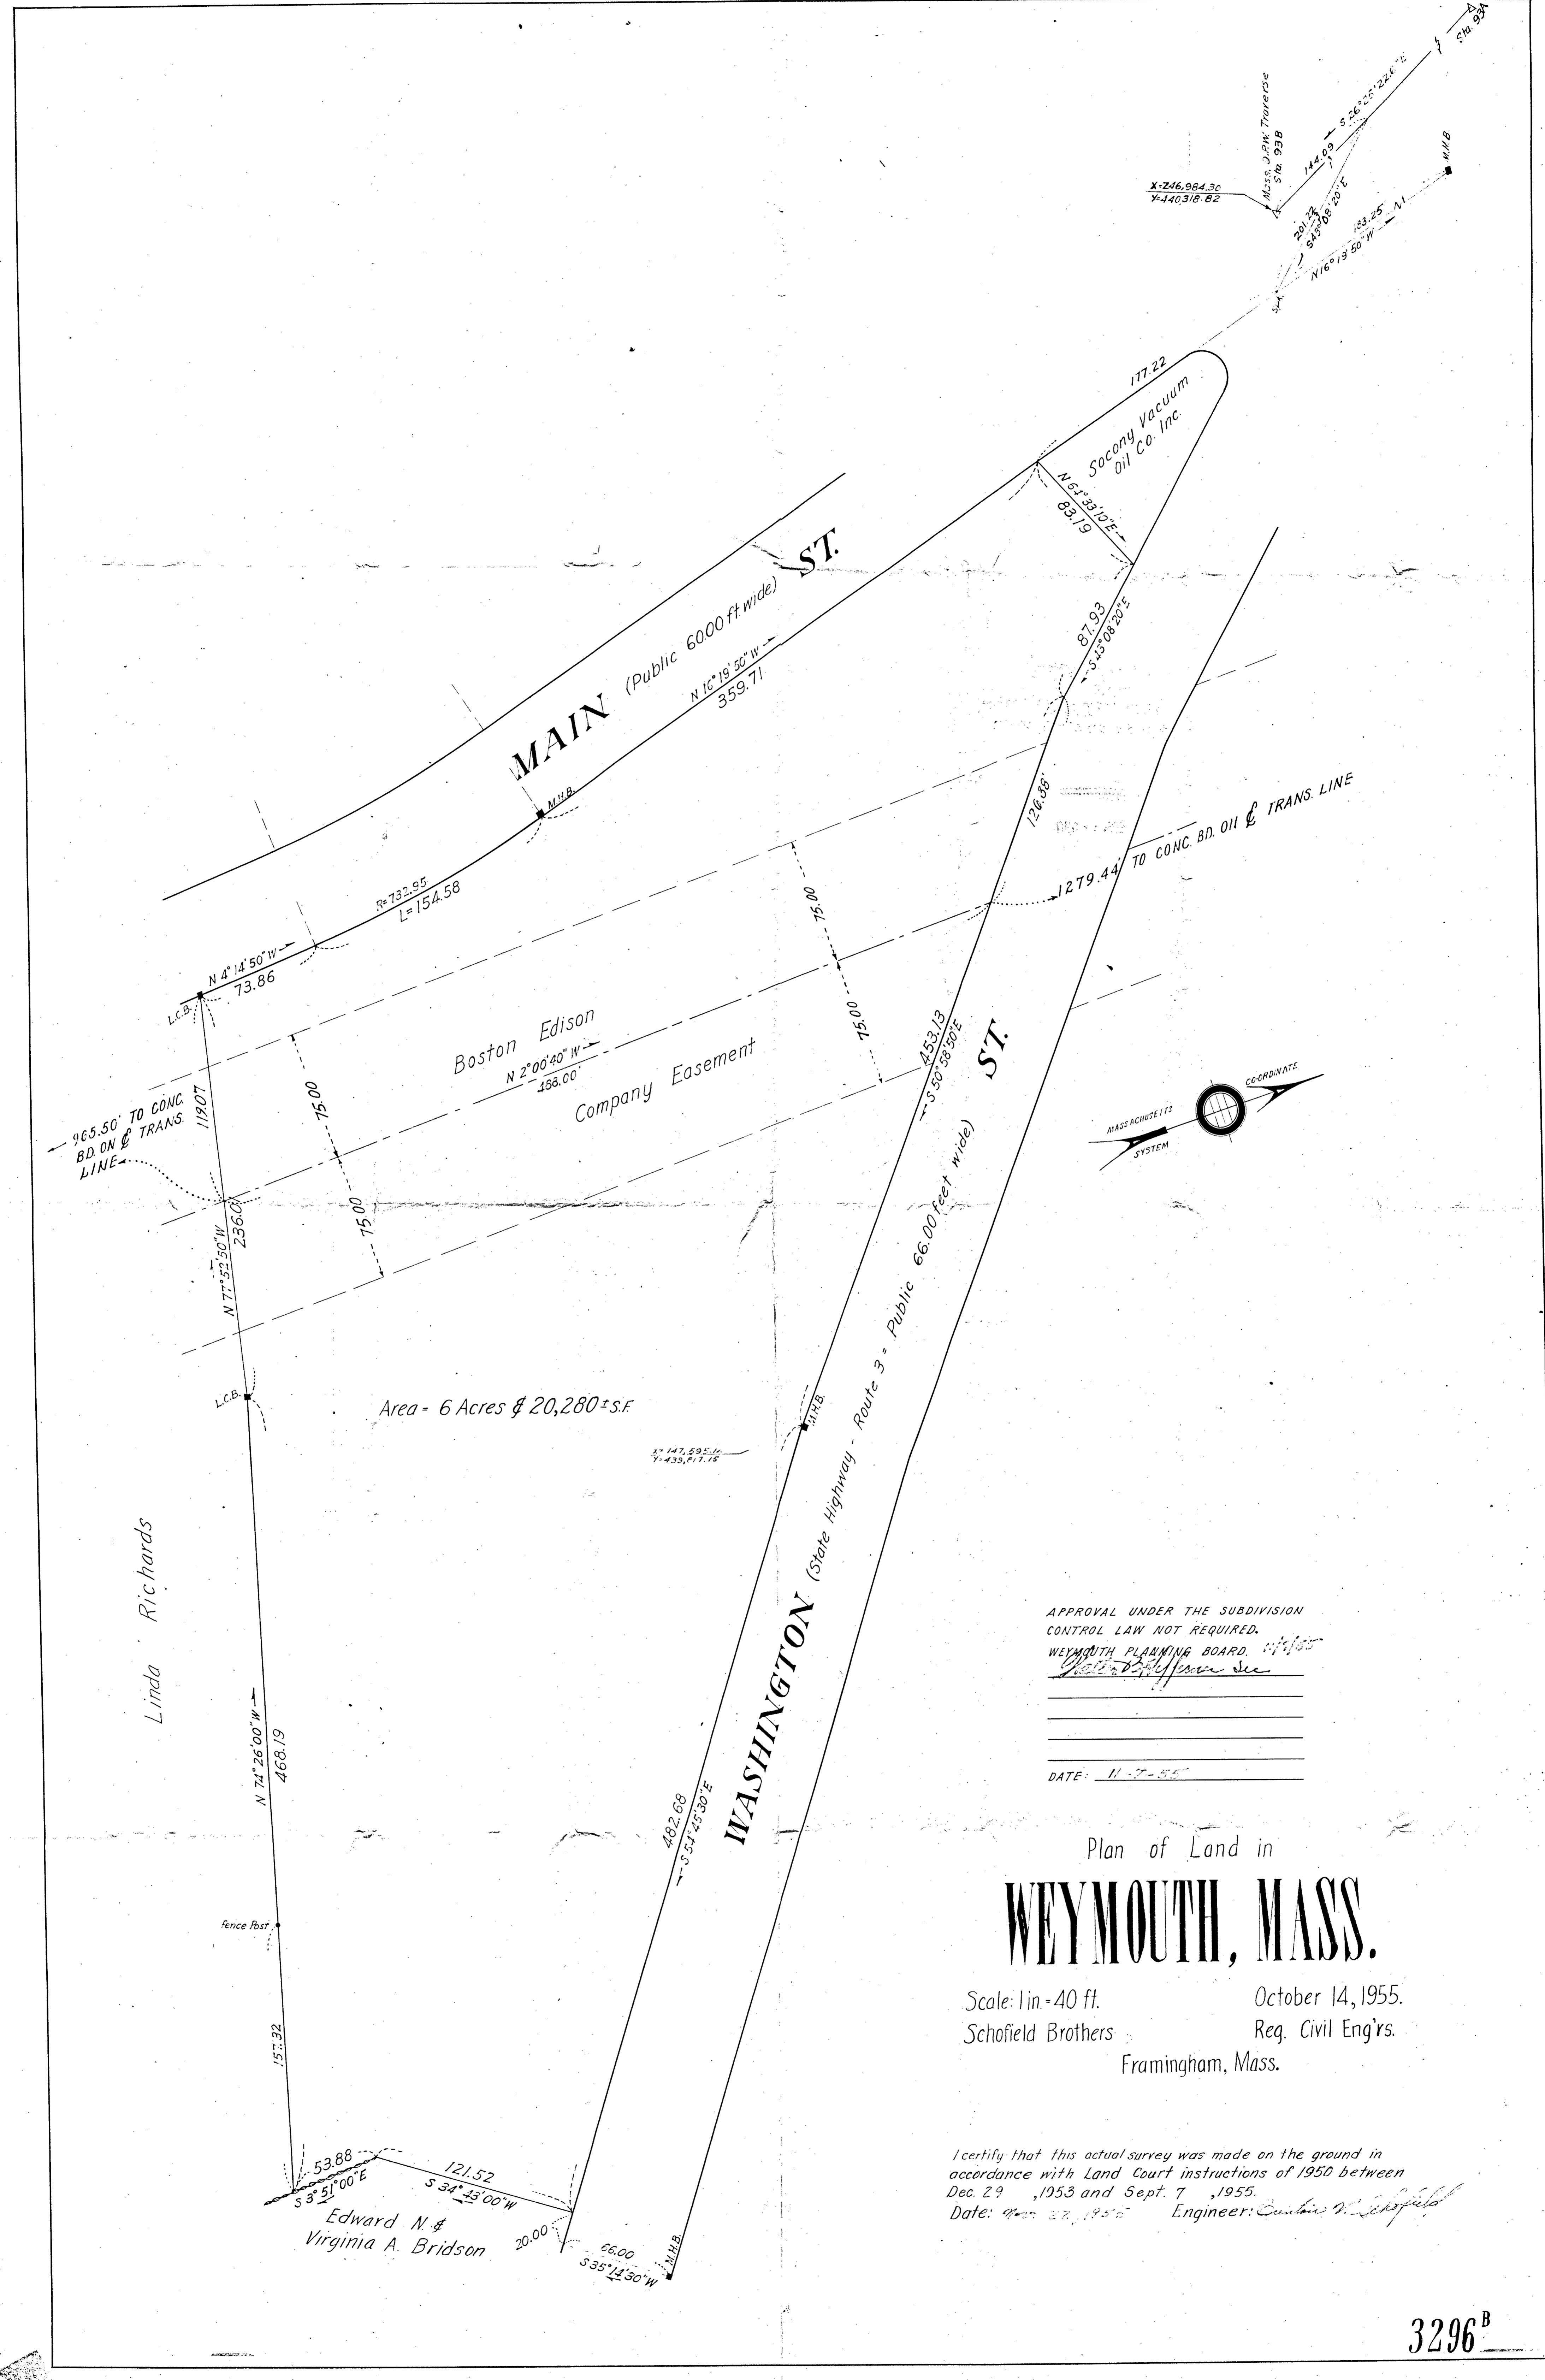 Sta. 937
S 26° 25' 22.6" E
144.09
Mass. D.P.W. Traverse
Sta. 938
X=246,984.30
Y=440318.82
201.22
S 43° 08' 20" E
183.25
N 16° 19' 50" W
M.H.B.
177.22
Socony Vacuum
Oil Co. Inc.
N 64° 33' 10" E
83.19
MAIN (Public 60.00 ft. wide) ST.
N 16° 19' 50" W
359.71
87.93
S 43° 08' 20" E
M.H.B.
126.38
1279.44' TO CONC. BD. ON ℄ TRANS. LINE
R=732.95
L=154.58
N 4° 14' 50" W
73.86
L.C.B.
75.00
75.00
Boston Edison
N 2° 00' 40" W
466.00'
Company Easement
75.00
75.00
453.13
S 50° 58' 50" E
965.50' TO CONC.
BD. ON ℄ TRANS.
LINE
119.07
N 77° 52' 30" W
236.0
MASSACHUSETTS
CO-ORDINATE
SYSTEM
L.C.B.
Area = 6 Acres & 20,280± S.F.
M.H.B.
WASHINGTON (State Highway - Route 3 = Public 66.00 feet wide) ST.
Linda Richards
N 74° 26' 00" W
468.19
482.68
S 54° 45' 30" E
Fence Post
157.32
53.88
S 3° 51' 00" E
121.52
S 34° 43' 00" W
Edward N. &
Virginia A. Bridson
20.00
66.00
S 35° 14' 30" W
M.H.B.
APPROVAL UNDER THE SUBDIVISION
CONTROL LAW NOT REQUIRED.
WEYMOUTH PLANNING BOARD.
DATE: 11-7-55
Plan of Land in
WEYMOUTH, MASS.
Scale: 1 in. = 40 ft. October 14, 1955.
Schofield Brothers Reg. Civil Eng'rs.
Framingham, Mass.
I certify that this actual survey was made on the ground in
accordance with Land Court instructions of 1950 between
Dec. 29 , 1953 and Sept. 7 , 1955.
Date: Engineer:
3296B